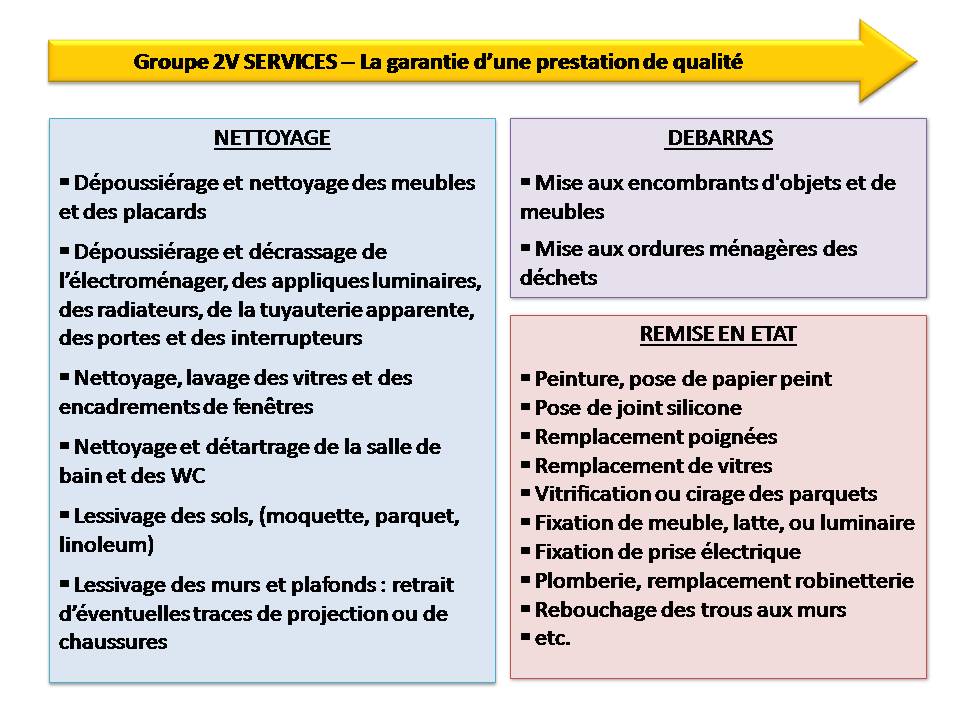 Groupe 2V SERVICES – La garantie d’une prestation de qualité
NETTOYAGE
▪ Dépoussiérage et nettoyage des meubles
et des placards
▪ Dépoussiérage et décrassage de
l’électroménager, des appliques luminaires,
des radiateurs, de la tuyauterie apparente,
des portes et des interrupteurs
▪ Nettoyage, lavage des vitres et des
encadrements de fenêtres
▪ Nettoyage et détartrage de la salle de
bain et des WC
▪ Lessivage des sols, (moquette, parquet,
linoleum)
▪ Lessivage des murs et plafonds : retrait
d’éventuelles traces de projection ou de
chaussures
DEBARRAS
▪ Mise aux encombrants d'objets et de
meubles
▪ Mise aux ordures ménagères des
déchets
REMISE EN ETAT
▪ Peinture, pose de papier peint
▪ Pose de joint silicone
▪ Remplacement poignées
▪ Remplacement de vitres
▪ Vitrification ou cirage des parquets
▪ Fixation de meuble, latte, ou luminaire
▪ Fixation de prise électrique
▪ Plomberie, remplacement robinetterie
▪ Rebouchage des trous aux murs
▪ etc.